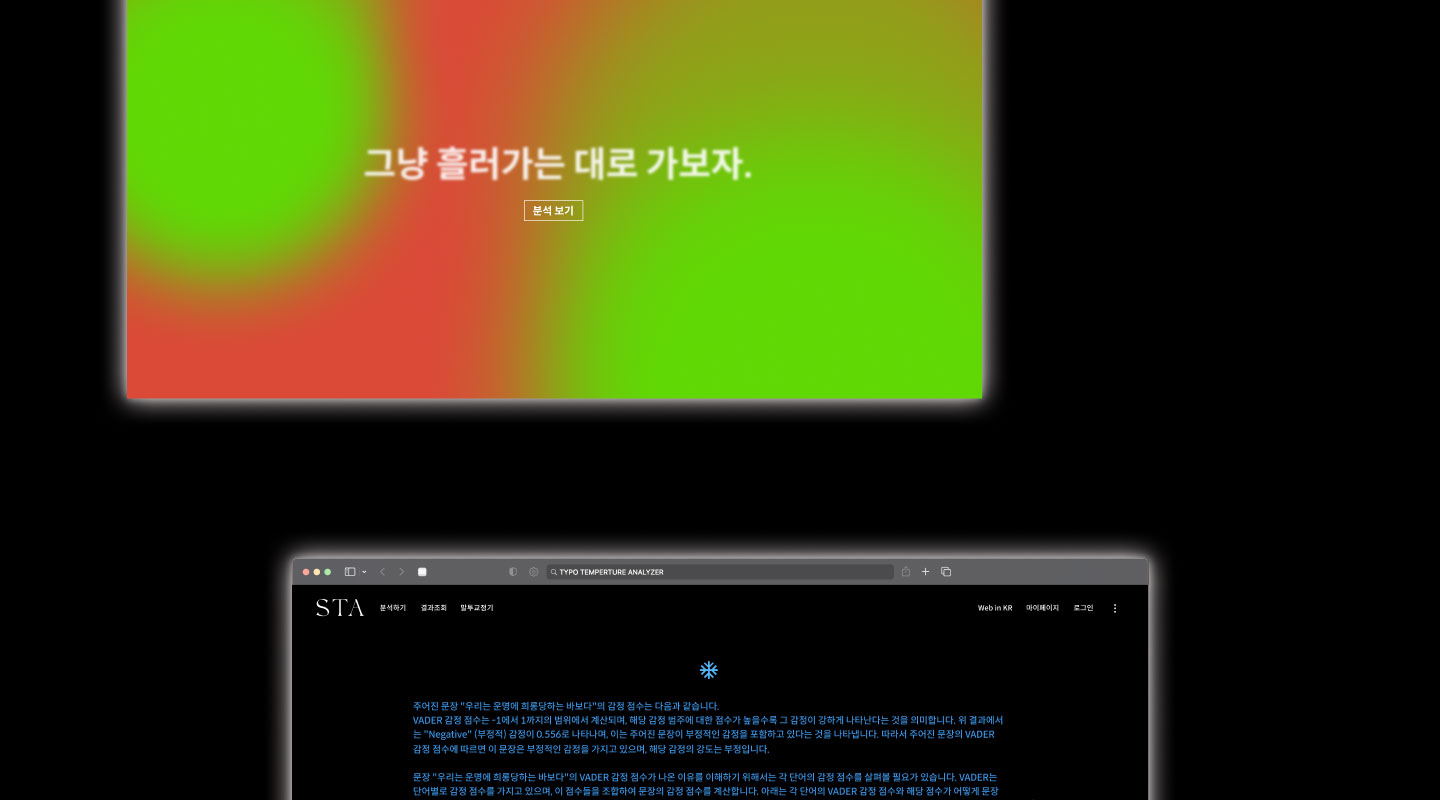 그냥 흘러가는 대로 가보자.
분석 보기
TYPO TEMPERTURE ANALYZER
STA 분석하기 결과조회 말투교정기 Web in KR 마이페이지 로그인
주어진 문장 "우리는 운명에 희롱당하는 바보다"의 감정 점수는 다음과 같습니다.
VADER 감정 점수는 -1에서 1까지의 범위에서 계산되며, 해당 감정 범주에 대한 점수가 높을수록 그 감정이 강하게 나타난다는 것을 의미합니다. 위 결과에서
는 "Negative" (부정적) 감정이 0.556로 나타나며, 이는 주어진 문장이 부정적인 감정을 포함하고 있다는 것을 나타냅니다. 따라서 주어진 문장의 VADER
감정 점수에 따르면 이 문장은 부정적인 감정을 가지고 있으며, 해당 감정의 강도는 부정입니다.
문장 "우리는 운명에 희롱당하는 바보다"의 VADER 감정 점수가 나온 이유를 이해하기 위해서는 각 단어의 감정 점수를 살펴볼 필요가 있습니다. VADER는
단어별로 감정 점수를 가지고 있으며, 이 점수들을 조합하여 문장의 감정 점수를 계산합니다. 아래는 각 단어의 VADER 감정 점수와 해당 점수가 어떻게 문장